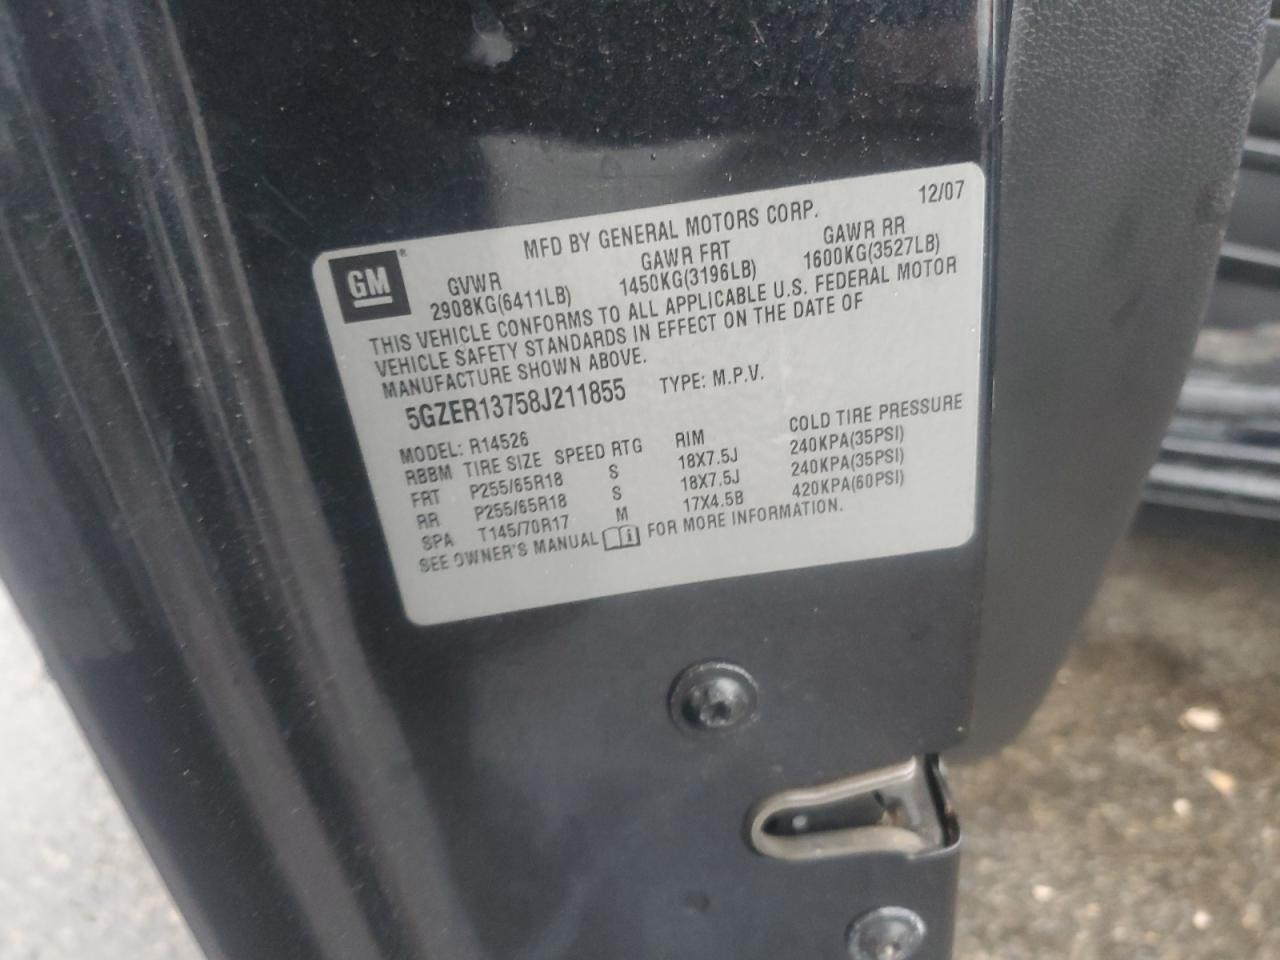 12/07
MFD BY GENERAL MOTORS CORP.
GM®
GVWR GAWR FRT GAWR RR
2908KG(6411LB) 1450KG(3196LB) 1600KG(3527LB)
THIS VEHICLE CONFORMS TO ALL APPLICABLE U.S. FEDERAL MOTOR
VEHICLE SAFETY STANDARDS IN EFFECT ON THE DATE OF
MANUFACTURE SHOWN ABOVE.
5GZER13758J211855 TYPE: M.P.V.
MODEL: R14526
RBBM TIRE SIZE SPEED RTG RIM COLD TIRE PRESSURE
FRT P255/65R18 S 18X7.5J 240KPA(35PSI)
RR P255/65R18 S 18X7.5J 240KPA(35PSI)
SPA T145/70R17 M 17X4.5B 420KPA(60PSI)
SEE OWNER'S MANUAL FOR MORE INFORMATION.